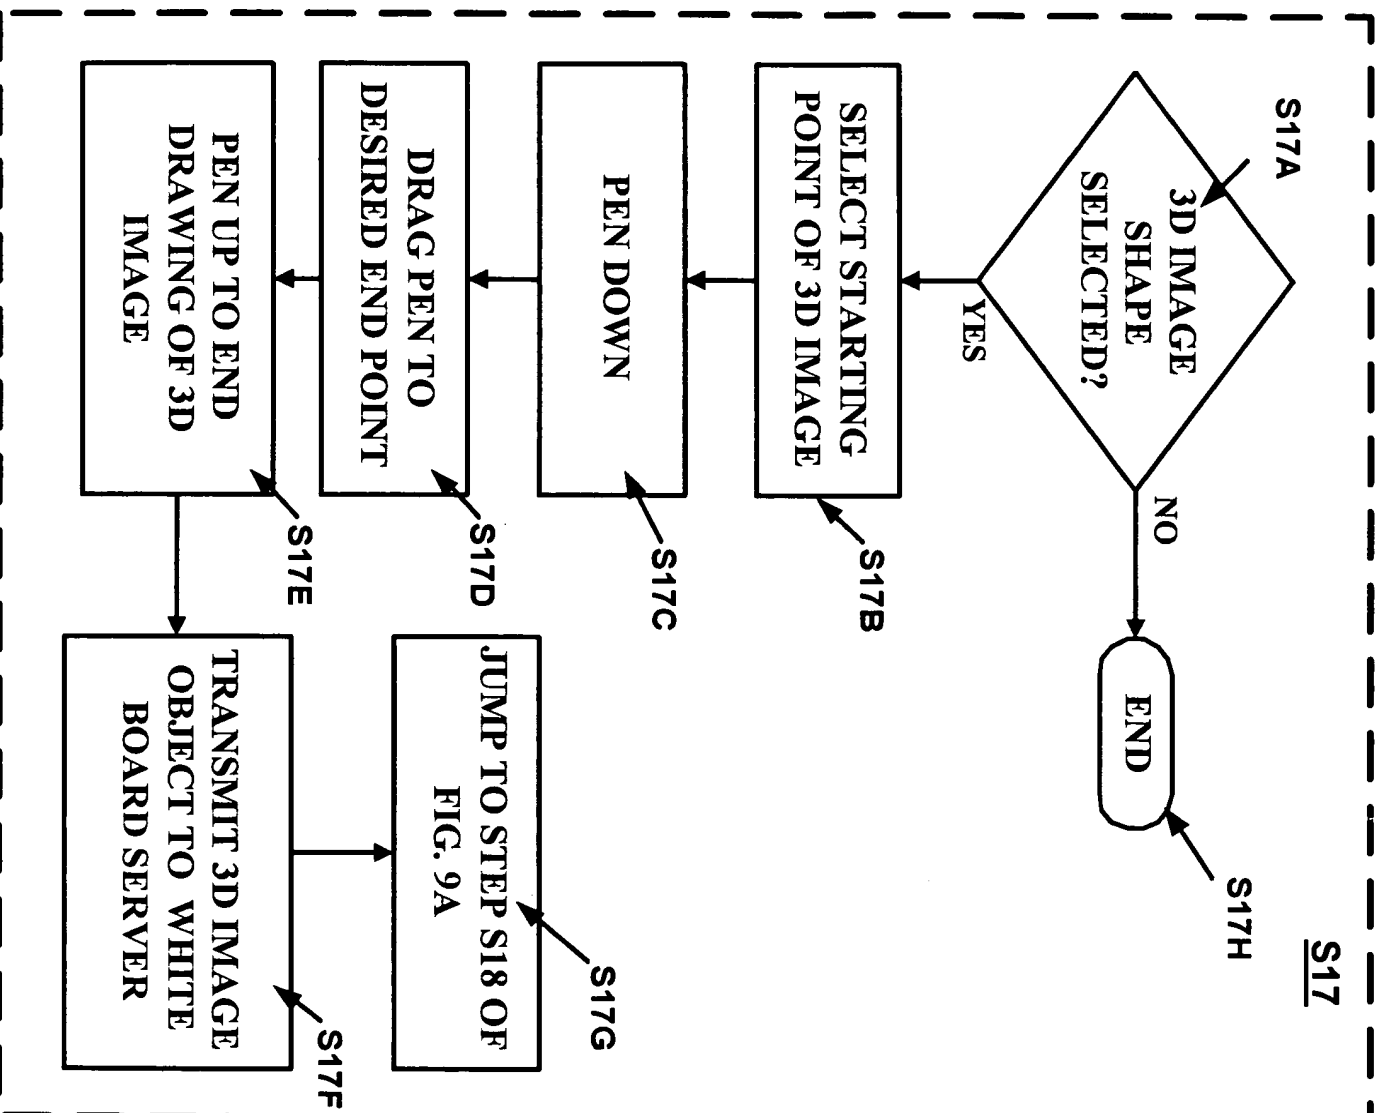 S17
S17A
3D IMAGE
SHAPE
SELECTED?
NO
END
S17H
YES
SELECT STARTING
POINT OF 3D IMAGE
S17B
PEN DOWN
S17C
DRAG PEN TO
DESIRED END POINT
S17D
PEN UP TO END
DRAWING OF 3D
IMAGE
S17E
TRANSMIT 3D IMAGE
OBJECT TO WHITE
BOARD SERVER
S17F
JUMP TO STEP S18 OF
FIG. 9A
S17G